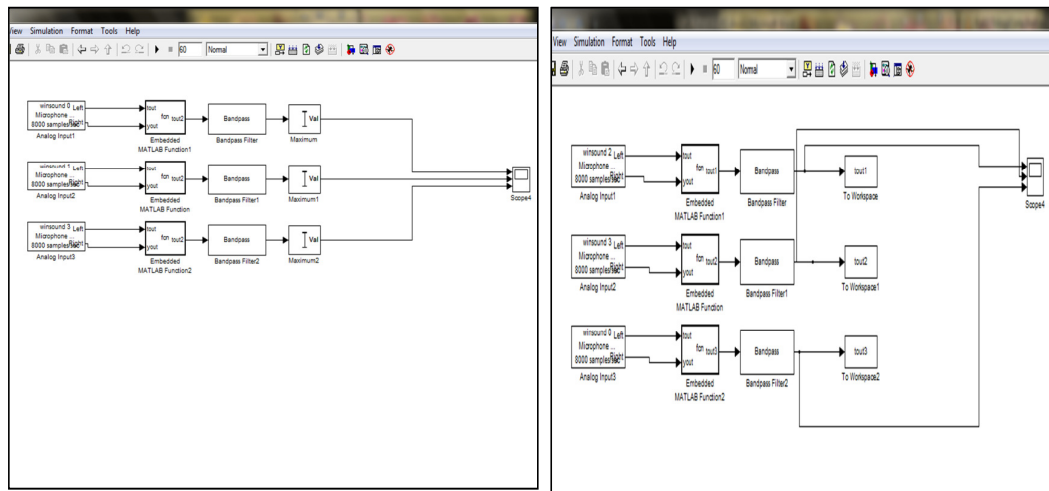 View Simulation Format Tools Help
60 Normal
winsound 0 Left
Microphone ... Right
8000 samples/sec
Analog Input1
tout
fcn tout2
yout
Embedded
MATLAB Function1
Bandpass
Bandpass Filter
Val
Maximum
winsound 1 Left
Microphone ... Right
8000 samples/sec
Analog Input2
tout
fcn tout2
yout
Embedded
MATLAB Function
Bandpass
Bandpass Filter1
Val
Maximum1
Scope4
winsound 3 Left
Microphone ... Right
8000 samples/sec
Analog Input3
tout
fcn tout2
yout
Embedded
MATLAB Function2
Bandpass
Bandpass Filter2
Val
Maximum2
View Simulation Format Tools Help
60 Normal
winsound 2 Left
Microphone ... Right
8000 samples/sec
Analog Input1
tout
fcn tout1
yout
Embedded
MATLAB Function1
Bandpass
Bandpass Filter
tout1
To Workspace
Scope4
winsound 3 Left
Microphone ... Right
8000 samples/sec
Analog Input2
tout
fcn tout2
yout
Embedded
MATLAB Function
Bandpass
Bandpass Filter1
tout2
To Workspace1
winsound 0 Left
Microphone ... Right
8000 samples/sec
Analog Input3
tout
fcn tout3
yout
Embedded
MATLAB Function2
Bandpass
Bandpass Filter2
tout3
To Workspace2